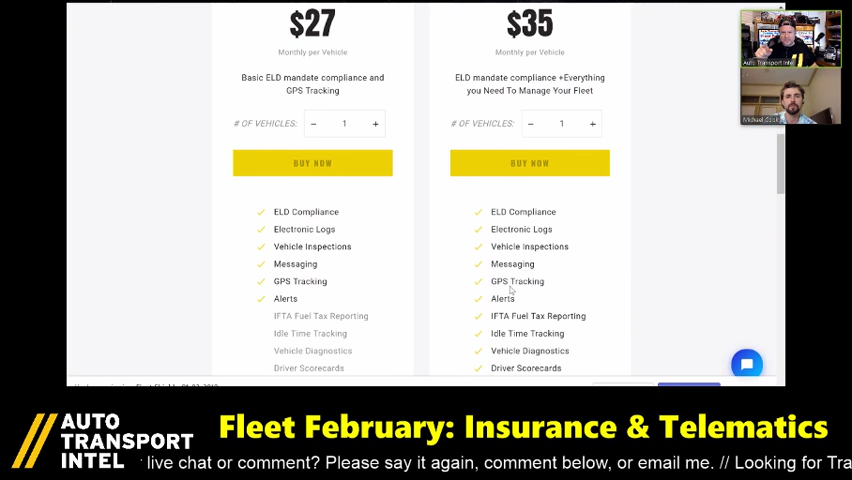 $27
Monthly per Vehicle
Basic ELD mandate compliance and
GPS Tracking
# OF VEHICLES:
−
1
+
BUY NOW
ELD Compliance
Electronic Logs
Vehicle Inspections
Messaging
GPS Tracking
Alerts
IFTA Fuel Tax Reporting
Idle Time Tracking
Vehicle Diagnostics
Driver Scorecards
$35
Monthly per Vehicle
ELD mandate compliance +Everything
you Need To Manage Your Fleet
# OF VEHICLES:
−
1
+
BUY NOW
ELD Compliance
Electronic Logs
Vehicle Inspections
Messaging
GPS Tracking
Alerts
IFTA Fuel Tax Reporting
Idle Time Tracking
Vehicle Diagnostics
Driver Scorecards
Auto Transport Intel
Michael Cook
AUTO
TRANSPORT
INTEL
Fleet February: Insurance & Telematics
live chat or comment? Please say it again, comment below, or email me. // Looking for Tra